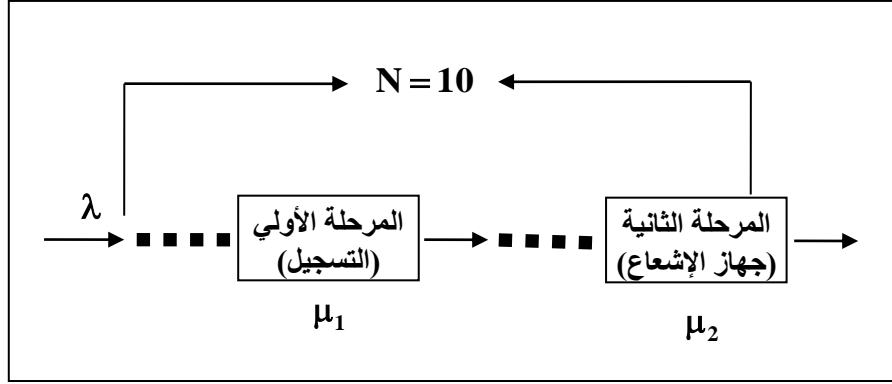 N = 10
λ
المرحلة الأولي
(التسجيل)
المرحلة الثانية
(جهاز الإشعاع)
μ₁
μ₂